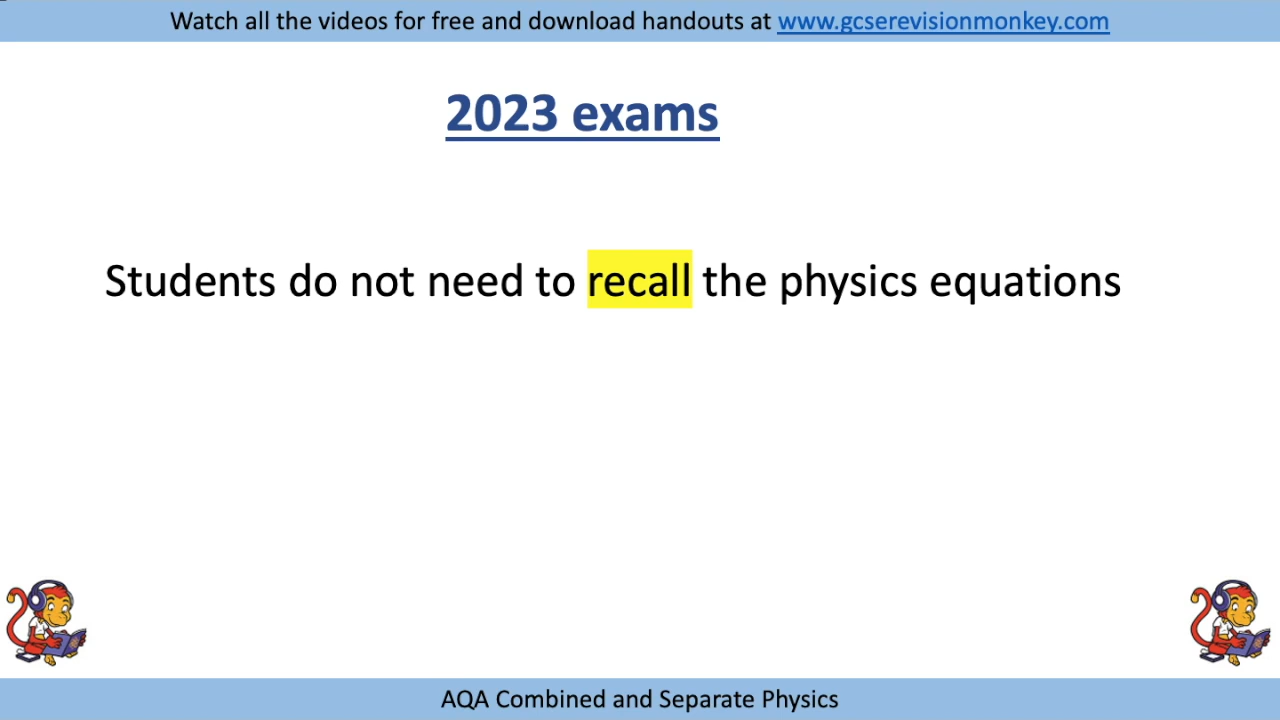 Watch all the videos for free and download handouts at www.gcserevisionmonkey.com
2023 exams
Students do not need to recall the physics equations
AQA Combined and Separate Physics